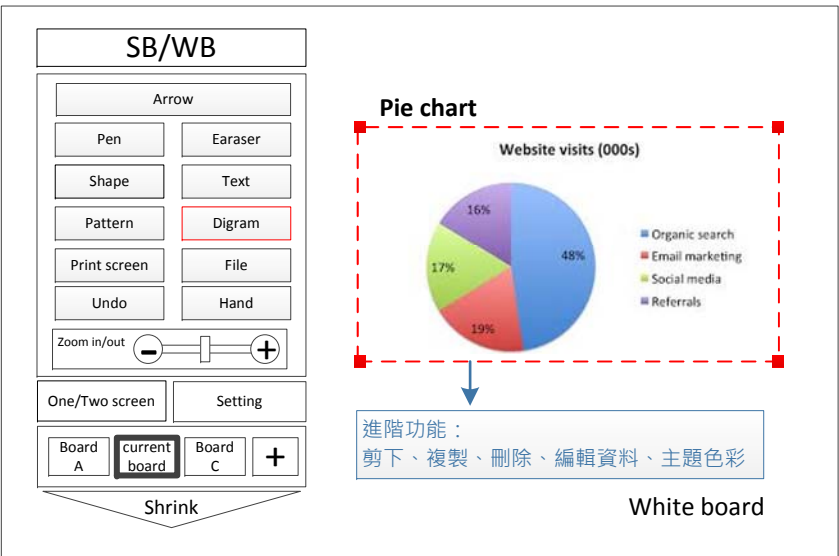 SB/WB
Arrow
Pen
Earaser
Shape
Text
Pattern
Digram
Print screen
File
Undo
Hand
Zoom in/out
One/Two screen
Setting
Board
A
current
board
Board
C
+
Shrink
Pie chart
Website visits (000s)
16%
48%
17%
19%
Organic search
Email marketing
Social media
Referrals
進階功能：
剪下、複製、刪除、編輯資料、主題色彩
White board